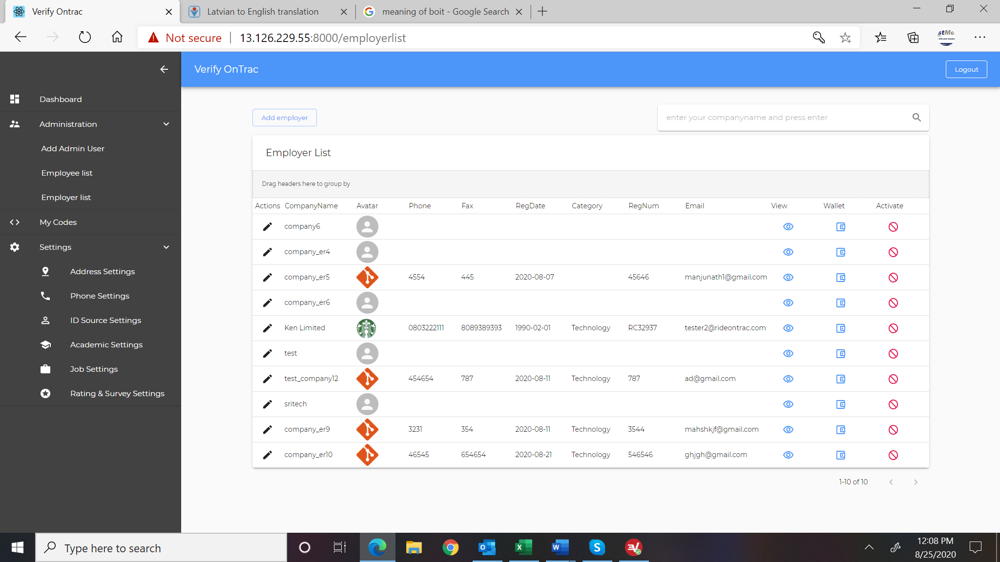 Verify Ontrac
Latvian to English translation
meaning of boit - Google Search
Not secure
13.126.229.55:8000/employerlist
stMe
Verify OnTrac
Logout
Dashboard
Administration
Add Admin User
Employee list
Employer list
My Codes
Settings
Address Settings
Phone Settings
ID Source Settings
Academic Settings
Job Settings
Rating & Survey Settings
Add employer
enter your companyname and press enter
Employer List
Drag headers here to group by
Actions CompanyName Avatar Phone Fax RegDate Category RegNum Email View Wallet Activate
company6
company_er4
company_er5 4554 445 2020-08-07 45646 manjunath1@gmail.com
company_er6
Ken Limited 0803222111 8089389393 1990-02-01 Technology RC32937 tester2@rideontrac.com
test
test_company12 454654 787 2020-08-11 Technology 787 ad@gmail.com
sritech
company_er9 3231 354 2020-08-11 Technology 3544 mahshkjf@gmail.com
company_er10 46545 654654 2020-08-21 Technology 546546 ghjgh@gmail.com
1-10 of 10
Type here to search
12:08 PM
8/25/2020